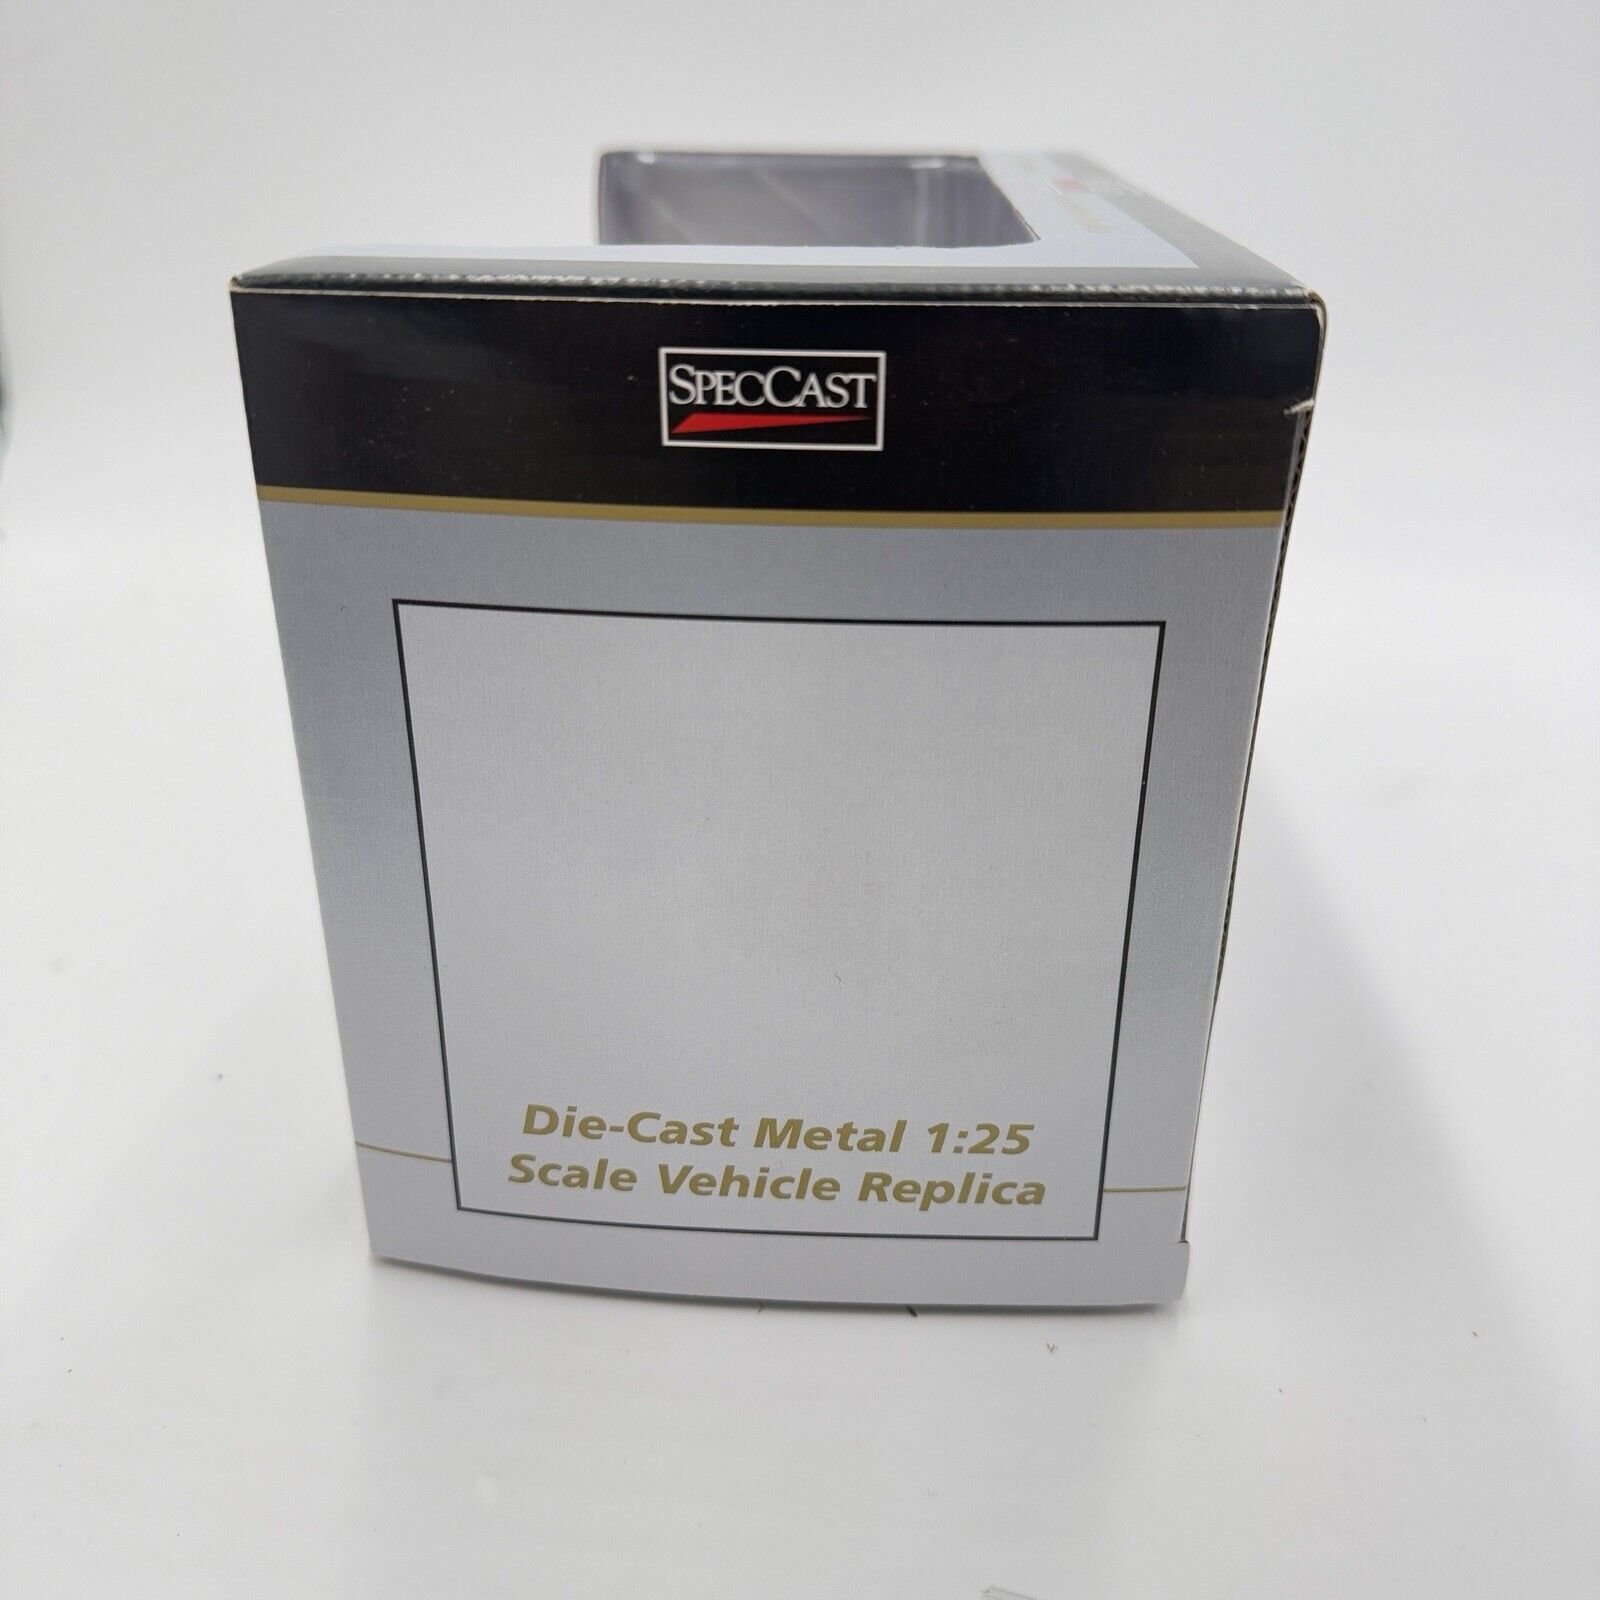 SPECCAST
Die-Cast Metal 1:25
Scale Vehicle Replica